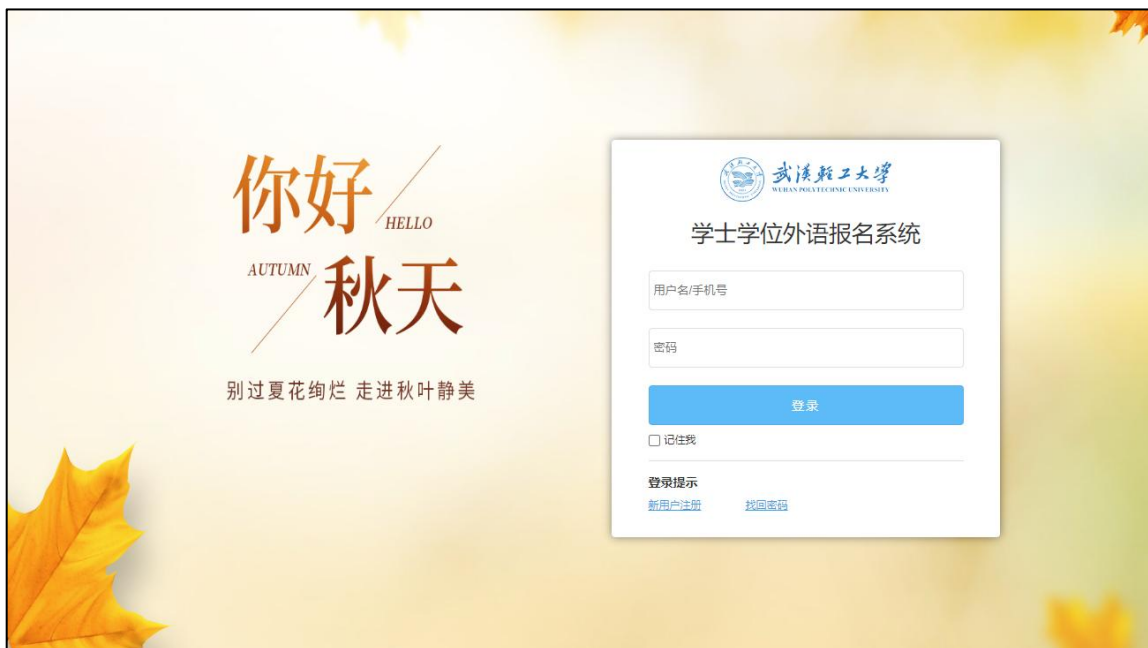 你好
HELLO
AUTUMN
秋天
别过夏花绚烂 走进秋叶静美
武漢輕工大學
WUHAN POLYTECHNIC UNIVERSITY
学士学位外语报名系统
用户名/手机号
密码
登录
记住我
登录提示
新用户注册 找回密码